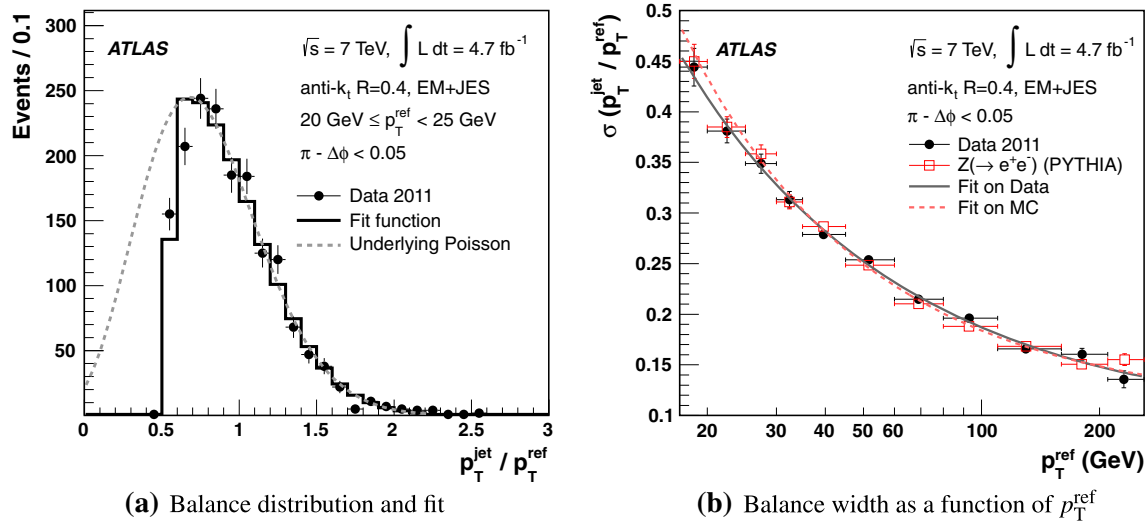 Events / 0.1
300
250
200
150
100
50
ATLAS
√s = 7 TeV, ∫ L dt = 4.7 fb⁻¹
anti-k_t R=0.4, EM+JES
20 GeV ≤ p_T^ref < 25 GeV
π - Δϕ < 0.05
Data 2011
Fit function
Underlying Poisson
0 0.5 1 1.5 2 2.5 3
p_T^jet / p_T^ref
(a) Balance distribution and fit
σ (p_T^jet / p_T^ref)
0.5
0.45
0.4
0.35
0.3
0.25
0.2
0.15
0.1
ATLAS
√s = 7 TeV, ∫ L dt = 4.7 fb⁻¹
anti-k_t R=0.4, EM+JES
π - Δϕ < 0.05
Data 2011
Z(→ e⁺e⁻) (PYTHIA)
Fit on Data
Fit on MC
20 30 40 50 60 100 200
p_T^ref (GeV)
(b) Balance width as a function of p_T^ref